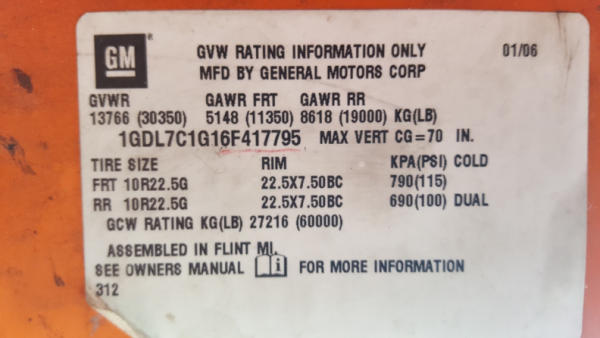 GM ® GVW RATING INFORMATION ONLY 01/06
MFD BY GENERAL MOTORS CORP
GVWR GAWR FRT GAWR RR
13766 (30350) 5148 (11350) 8618 (19000) KG(LB)
1GDL7C1G16F417795 MAX VERT CG=70 IN.
TIRE SIZE RIM KPA(PSI) COLD
FRT 10R22.5G 22.5X7.50BC 790(115)
RR 10R22.5G 22.5X7.50BC 690(100) DUAL
GCW RATING KG(LB) 27216 (60000)
ASSEMBLED IN FLINT MI.
SEE OWNERS MANUAL i FOR MORE INFORMATION
312